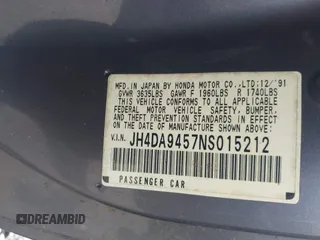 MFD. IN JAPAN BY HONDA MOTOR CO., LTD: 12/'91
GVWR 3635LBS GAWR F 1960LBS R 1740LBS
THIS VEHICLE CONFORMS TO ALL APPLICABLE
FEDERAL MOTOR VEHICLE SAFETY, BUMPER,
AND THEFT PREVENTION STANDARDS IN EFFECT
ON THE DATE OF MANUFACTURE SHOWN ABOVE.
V.I.N. JH4DA9457NS015212
PASSENGER CAR
DREAMBID